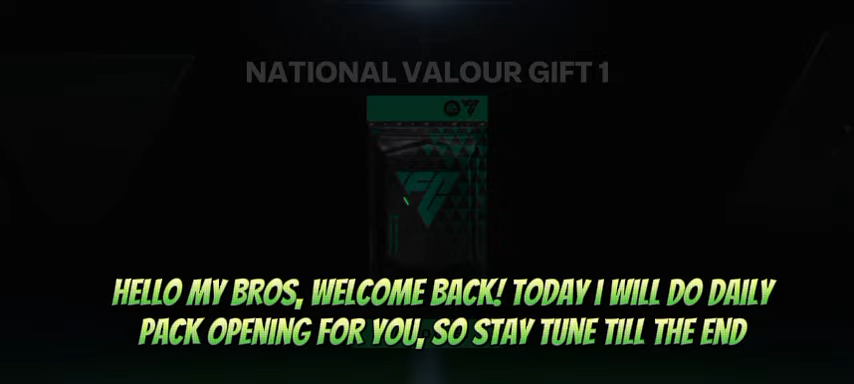 NATIONAL VALOUR GIFT 1
FC
HELLO MY BROS, WELCOME BACK! TODAY I WILL DO DAILY
PACK OPENING FOR YOU, SO STAY TUNE TILL THE END